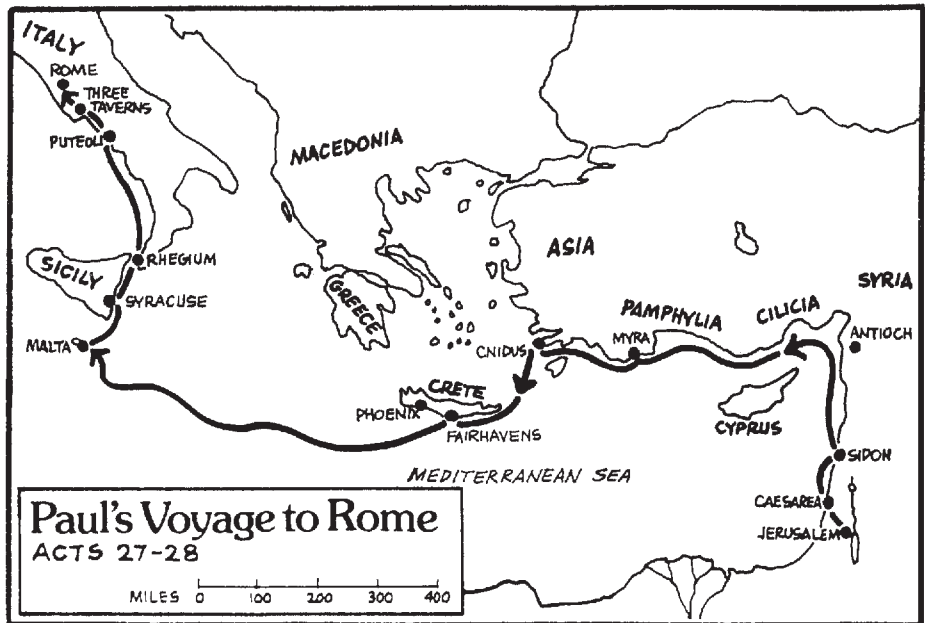 ITALY
ROME
THREE
TAVERNS
PUTEOLI
MACEDONIA
ASIA
RHEGIUM
SICILY
SYRACUSE
GREECE
SYRIA
PAMPHYLIA
CILICIA
ANTIOCH
MALTA
CNIDUS
MYRA
CRETE
PHOENIX
FAIRHAVENS
CYPRUS
SIDON
MEDITERRANEAN SEA
CAESAREA
JERUSALEM
Paul's Voyage to Rome
ACTS 27-28
MILES 0 100 200 300 400